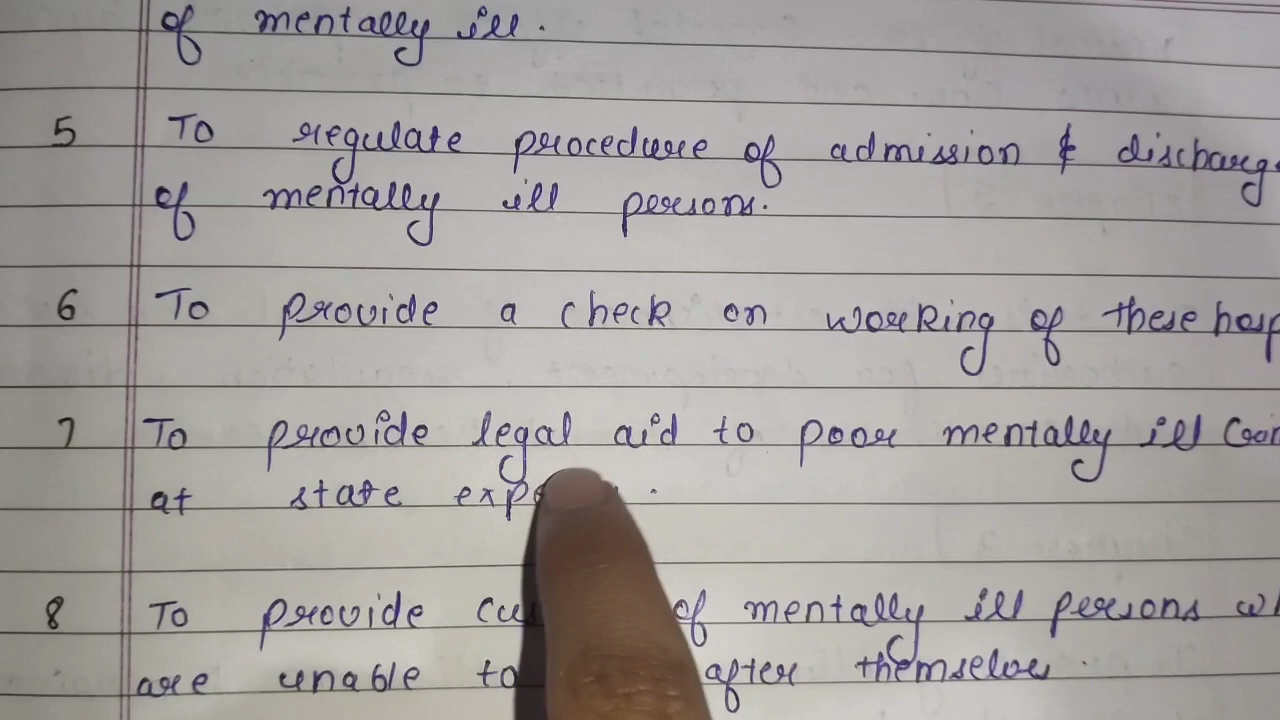 of mentally ill.
5 To regulate procedure of admission & discharg
of mentally ill persons.
6 To provide a check on working of these hosp
7 To provide legal aid to poor mentally ill
at state
8 To provide of mentally ill persons
are unable to after themselves.